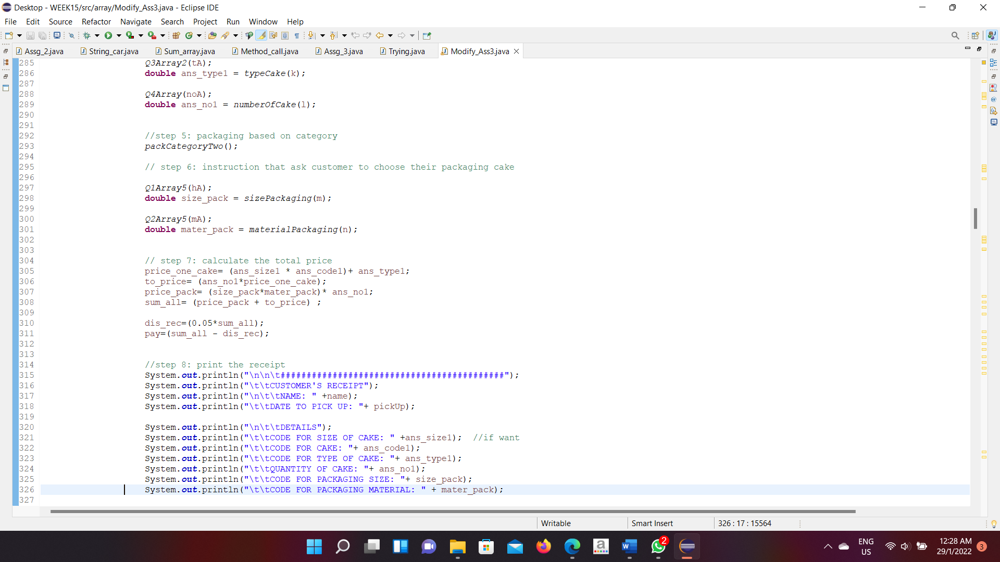 Desktop - WEEK15/src/array/Modify_Ass3.java - Eclipse IDE
File Edit Source Refactor Navigate Search Project Run Window Help
Assg_2.java String_car.java Sum_array.java Method_call.java Assg_3.java Trying.java Modify_Ass3.java
285 Q3Array2(tA);
286 double ans_type1 = typeCake(k);
287
288 Q4Array(noA);
289 double ans_no1 = numberOfCake(l);
290
291
292 //step 5: packaging based on category
293 packCategoryTwo();
294
295 // step 6: instruction that ask customer to choose their packaging cake
296
297 Q1Array5(hA);
298 double size_pack = sizePackaging(m);
299
300 Q2Array5(mA);
301 double mater_pack = materialPackaging(n);
302
303
304 // step 7: calculate the total price
305 price_one_cake= (ans_size1 * ans_code1)+ ans_type1;
306 to_price= (ans_no1*price_one_cake);
307 price_pack= (size_pack*mater_pack)* ans_no1;
308 sum_all= (price_pack + to_price) ;
309
310 dis_rec=(0.05*sum_all);
311 pay=(sum_all - dis_rec);
312
313
314 //step 8: print the receipt
315 System.out.println("\n\n\t###########################################");
316 System.out.println("\t\tCUSTOMER'S RECEIPT");
317 System.out.println("\n\t\tNAME: " +name);
318 System.out.println("\t\tDATE TO PICK UP: "+ pickUp);
319
320 System.out.println("\n\t\tDETAILS");
321 System.out.println("\t\tCODE FOR SIZE OF CAKE: " +ans_size1); //if want
322 System.out.println("\t\tCODE FOR CAKE: "+ ans_code1);
323 System.out.println("\t\tCODE FOR TYPE OF CAKE: "+ ans_type1);
324 System.out.println("\t\tQUANTITY OF CAKE: "+ ans_no1);
325 System.out.println("\t\tCODE FOR PACKAGING SIZE: "+ size_pack);
326 System.out.println("\t\tCODE FOR PACKAGING MATERIAL: " + mater_pack);
327
Writable Smart Insert 326 : 17 : 15564
2
ENG
US
12:28 AM
29/1/2022
3